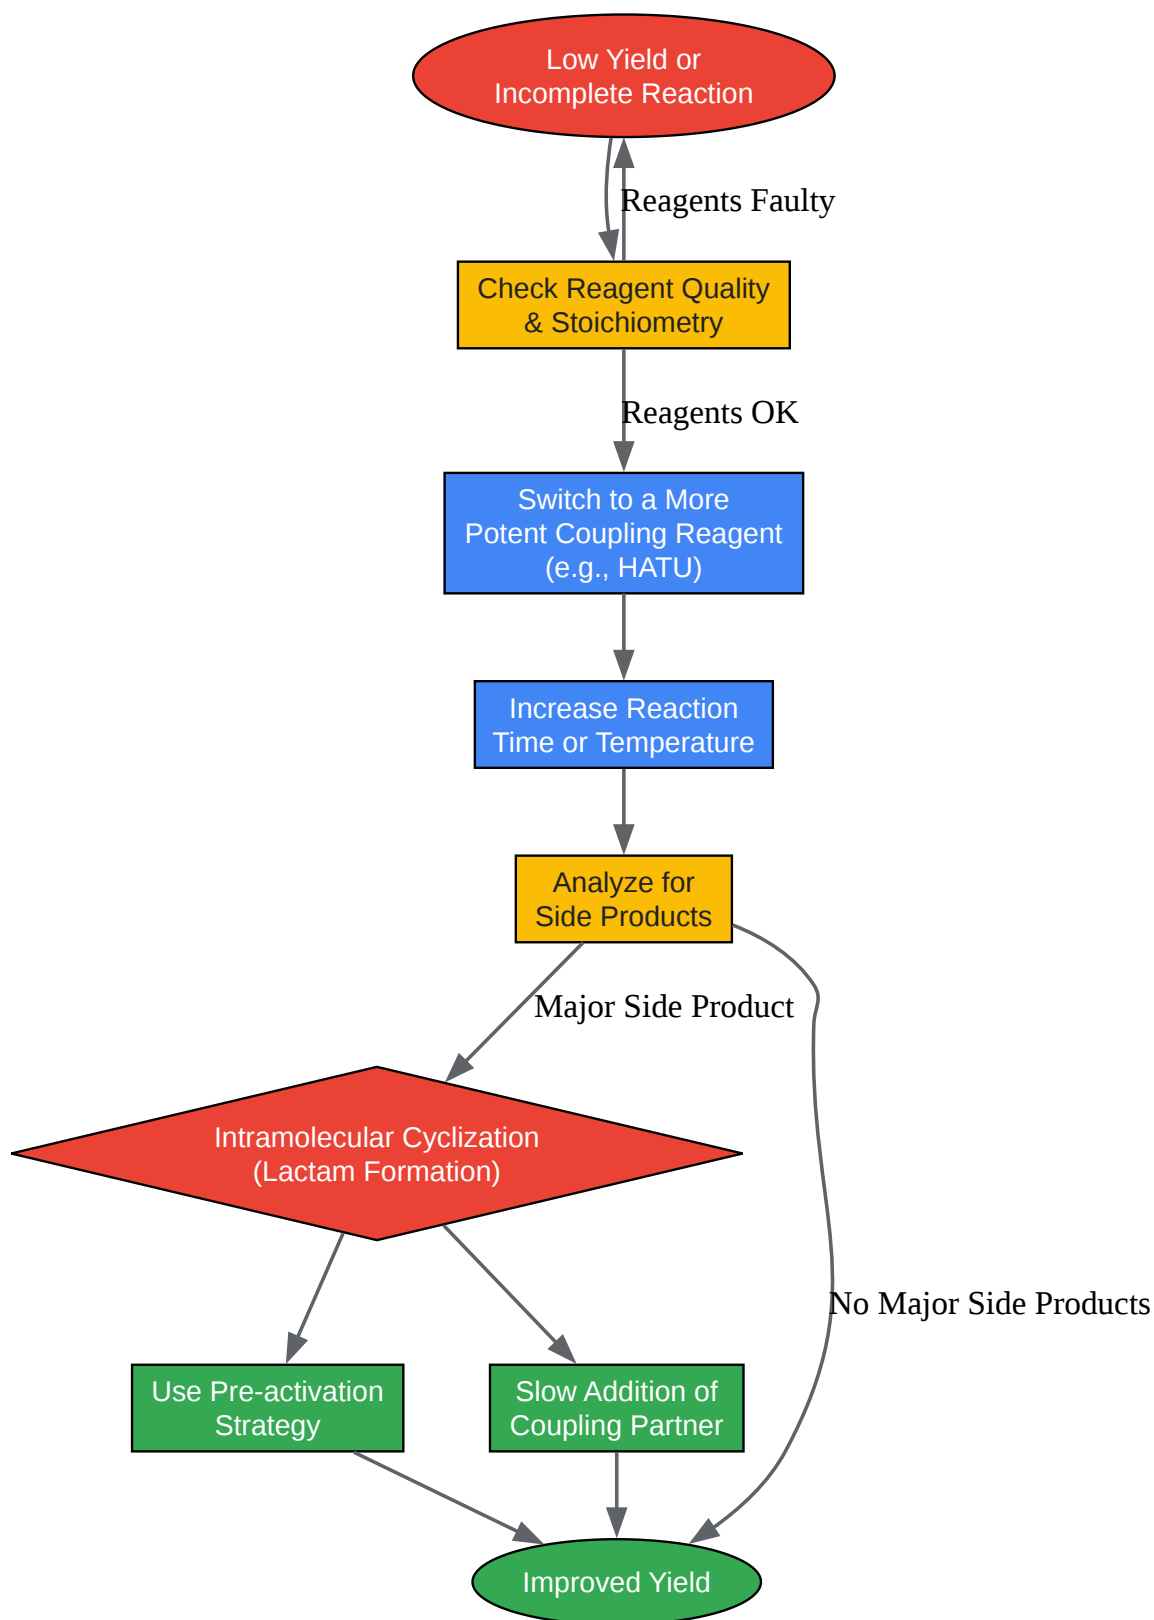 Low Yield or
Incomplete Reaction
Reagents Faulty
Check Reagent Quality
& Stoichiometry
Reagents OK
Switch to a More
Potent Coupling Reagent
(e.g., HATU)
Increase Reaction
Time or Temperature
Analyze for
Side Products
Major Side Product
Intramolecular Cyclization
(Lactam Formation)
No Major Side Products
Use Pre-activation
Strategy
Slow Addition of
Coupling Partner
Improved Yield